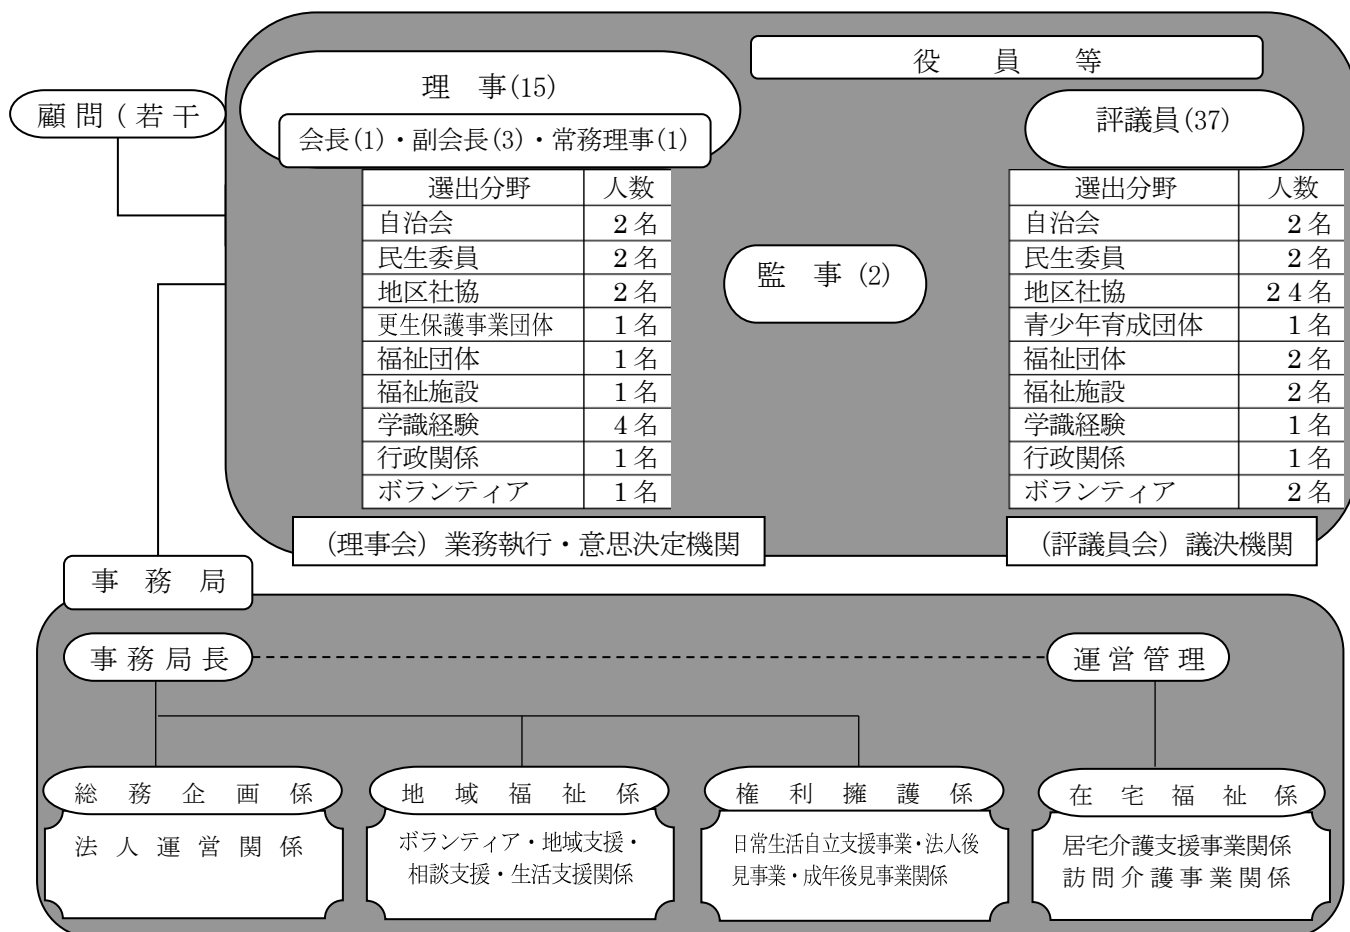 役員等
理事(15)
顧問(若干
会長(1)・副会長(3)・常務理事(1)
評議員(37)
選出分野 人数
自治会 2名
民生委員 2名
地区社協 2名
更生保護事業団体 1名
福祉団体 1名
福祉施設 1名
学識経験 4名
行政関係 1名
ボランティア 1名
監事(2)
選出分野 人数
自治会 2名
民生委員 2名
地区社協 24名
青少年育成団体 1名
福祉団体 2名
福祉施設 2名
学識経験 1名
行政関係 1名
ボランティア 2名
(理事会)業務執行・意思決定機関
(評議員会)議決機関
事務局
事務局長
運営管理
総務企画係
法人運営関係
地域福祉係
ボランティア・地域支援・
相談支援・生活支援関係
権利擁護係
日常生活自立支援事業・法人後
見事業・成年後見事業関係
在宅福祉係
居宅介護支援事業関係
訪問介護事業関係